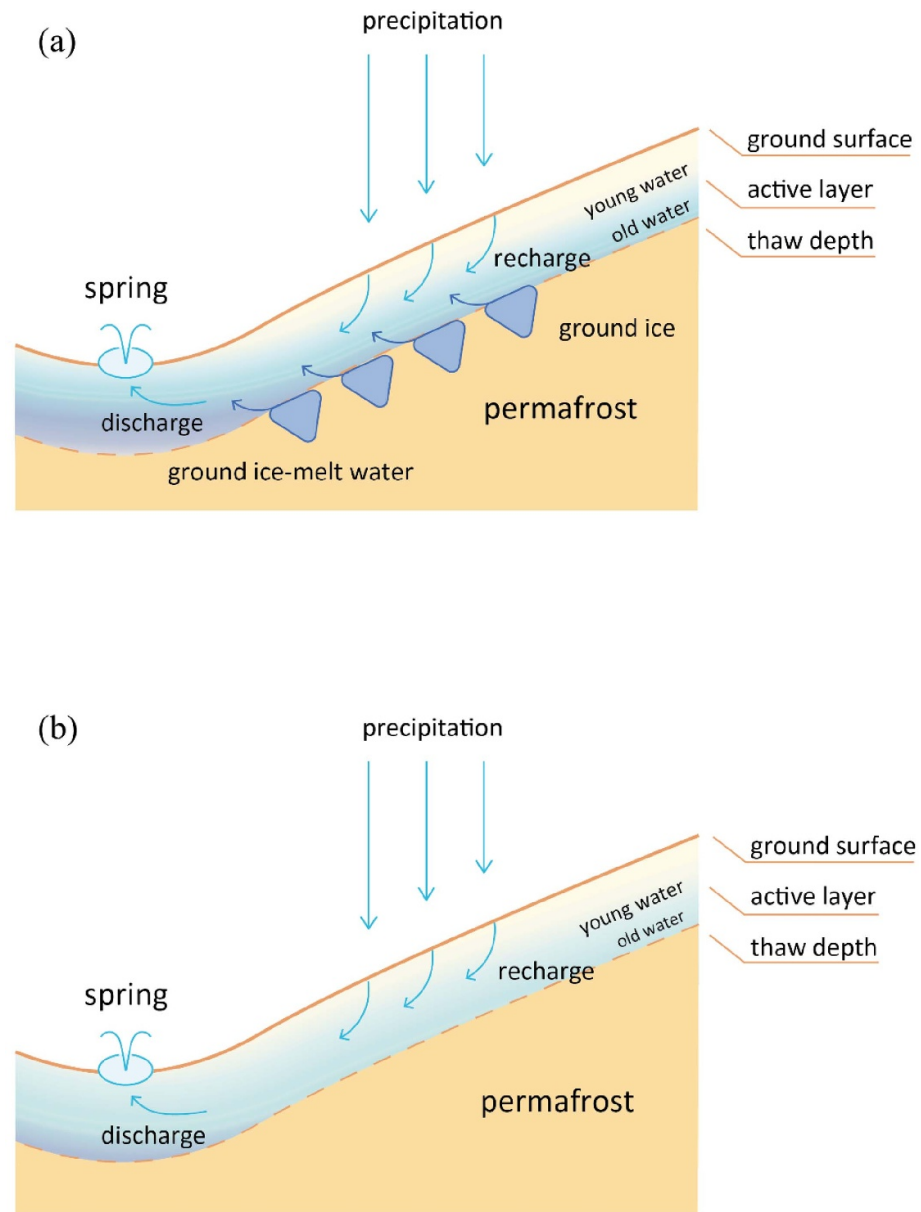 (a)
precipitation
ground surface
young water
active layer
old water
thaw depth
recharge
spring
ground ice
permafrost
discharge
ground ice-melt water
(b)
precipitation
ground surface
young water
active layer
old water
thaw depth
recharge
spring
permafrost
discharge